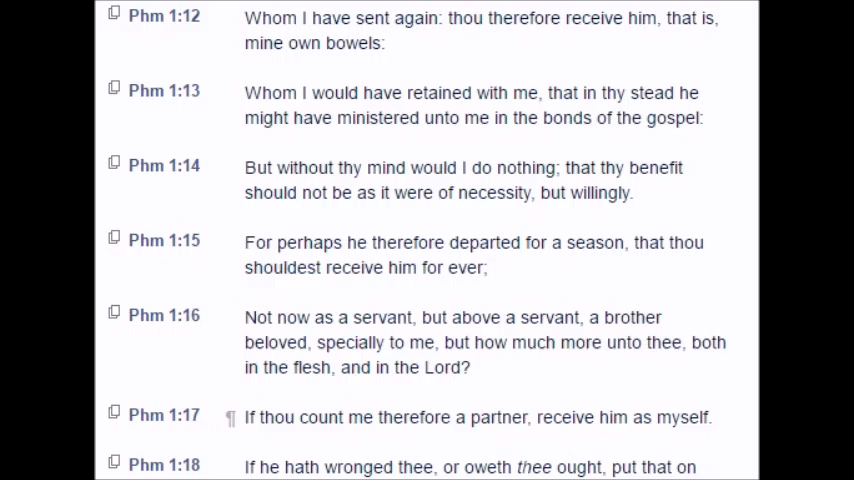 Phm 1:12 Whom I have sent again: thou therefore receive him, that is,
mine own bowels:
Phm 1:13 Whom I would have retained with me, that in thy stead he
might have ministered unto me in the bonds of the gospel:
Phm 1:14 But without thy mind would I do nothing; that thy benefit
should not be as it were of necessity, but willingly.
Phm 1:15 For perhaps he therefore departed for a season, that thou
shouldest receive him for ever;
Phm 1:16 Not now as a servant, but above a servant, a brother
beloved, specially to me, but how much more unto thee, both
in the flesh, and in the Lord?
Phm 1:17 ¶ If thou count me therefore a partner, receive him as myself.
Phm 1:18 If he hath wronged thee, or oweth thee ought, put that on